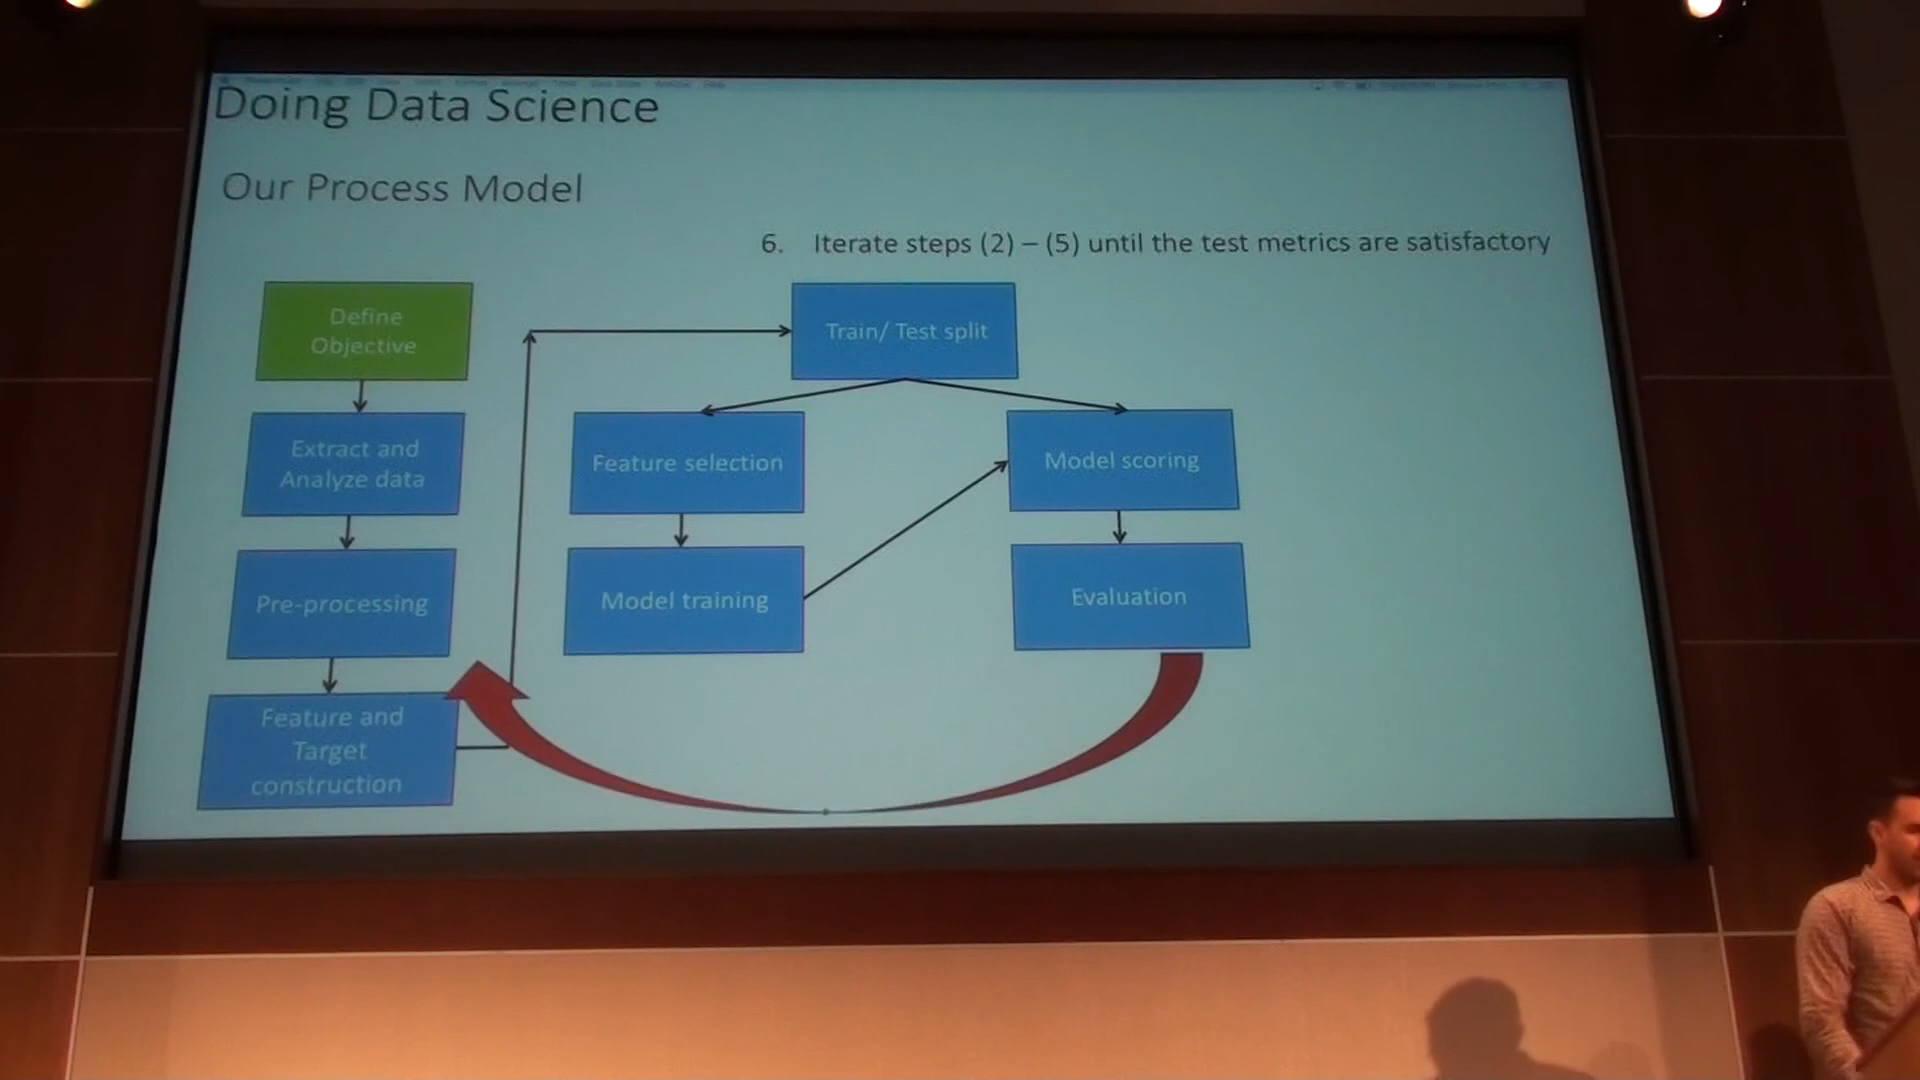 Doing Data Science
Our Process Model
6. Iterate steps (2) – (5) until the test metrics are satisfactory
Define
Objective
Extract and
Analyze data
Pre-processing
Feature and
Target
construction
Train/ Test split
Feature selection
Model training
Model scoring
Evaluation